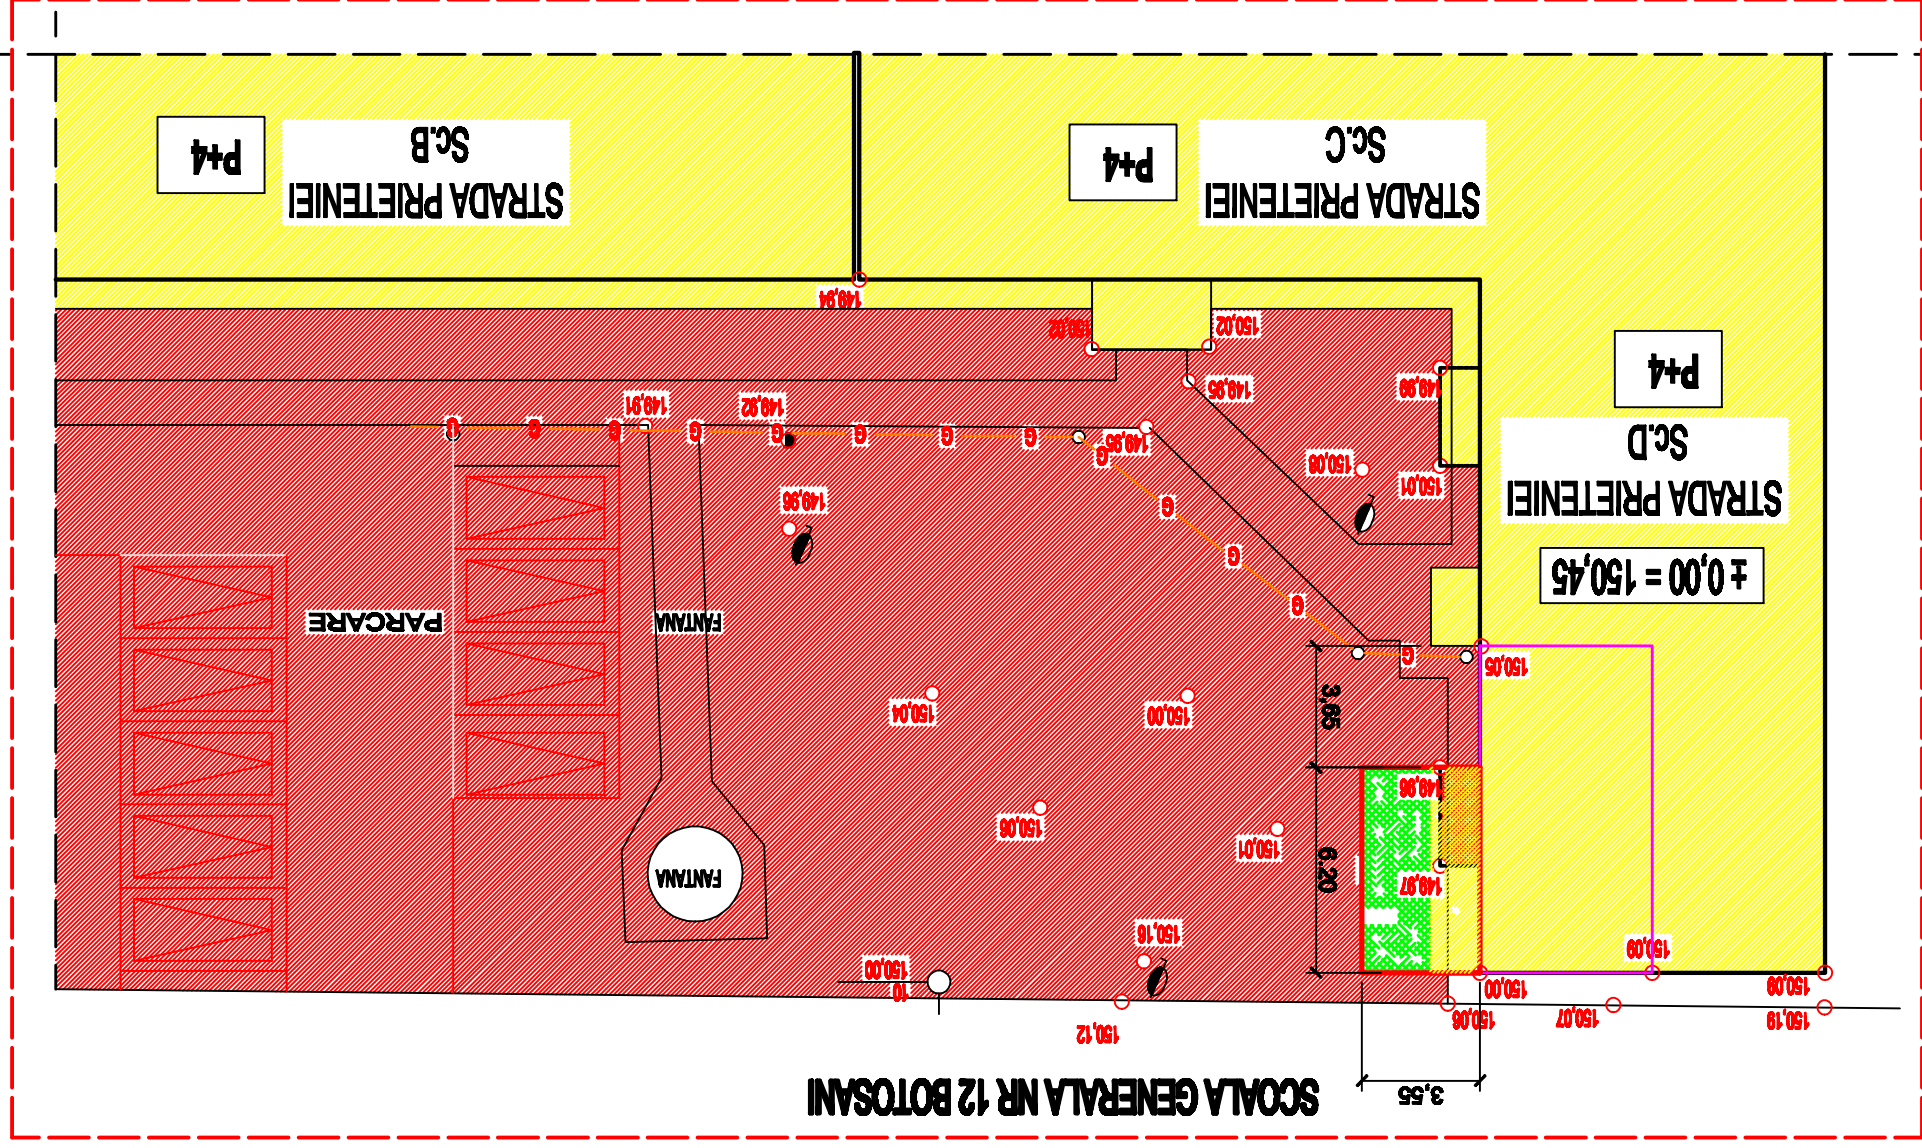 3,55
SCOALA GENERALA NR 12 BOTOSANI
150,12
150,19
150,07
150,06
150,09
150,00
10
150,00
150,09
150,16
149,97
6.20
FANTANA
150,01
150,06
149,96
3,65
150,00
150,04
150,05
G
FANTANA
PARCARE
G
± 0,00 = 150,45
G
G
STRADA PRIETENIEI
Sc.D
149,96
150,01
150,08
G
149,95
G
G
G
G
G
G
G
G
149,92
149,91
P+4
149,99
149,95
150,02
150,02
149,94
STRADA PRIETENIEI
Sc.C
P+4
STRADA PRIETENIEI
Sc.B
P+4